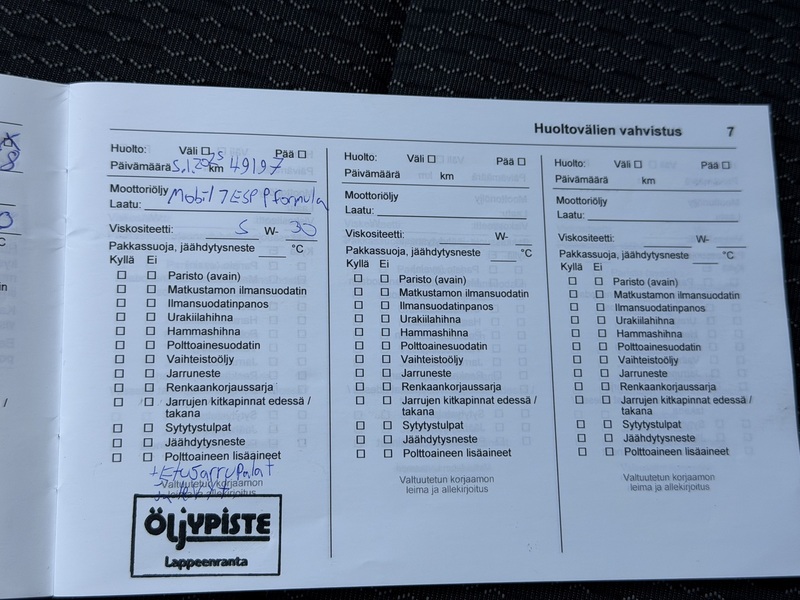 Huoltovälien vahvistus 7
Huolto: Väli ☐ Pää ☐
Päivämäärä 5.1.2025 km 49197
Moottoriöljy
Laatu: Mobil 1 ESP P formula
Viskositeetti: 5 W- 30
Pakkassuoja, jäähdytysneste °C
Kyllä Ei
☐ ☐ Paristo (avain)
☐ ☐ Matkustamon ilmansuodatin
☐ ☐ Ilmansuodatinpanos
☐ ☐ Urakiilahihna
☐ ☐ Hammashihna
☐ ☐ Polttoainesuodatin
☐ ☐ Vaihteistoöljy
☐ ☐ Jarruneste
☐ ☐ Renkaankorjaussarja
☐ ☐ Jarrujen kitkapinnat edessä /
takana
☐ ☐ Sytytystulpat
☐ ☐ Jäähdytysneste
☐ ☐ Polttoaineen lisäaineet
+Etujarrupalat
Valtuutetun korjaamon
leima ja allekirjoitus
ÖLJYPISTE
Lappeenranta
Huolto: Väli ☐ Pää ☐
Päivämäärä km
Moottoriöljy
Laatu:
Viskositeetti: W-
Pakkassuoja, jäähdytysneste °C
Kyllä Ei
☐ ☐ Paristo (avain)
☐ ☐ Matkustamon ilmansuodatin
☐ ☐ Ilmansuodatinpanos
☐ ☐ Urakiilahihna
☐ ☐ Hammashihna
☐ ☐ Polttoainesuodatin
☐ ☐ Vaihteistoöljy
☐ ☐ Jarruneste
☐ ☐ Renkaankorjaussarja
☐ ☐ Jarrujen kitkapinnat edessä /
takana
☐ ☐ Sytytystulpat
☐ ☐ Jäähdytysneste
☐ ☐ Polttoaineen lisäaineet
Valtuutetun korjaamon
leima ja allekirjoitus
Huolto: Väli ☐ Pää ☐
Päivämäärä km
Moottoriöljy
Laatu:
Viskositeetti: W-
Pakkassuoja, jäähdytysneste °C
Kyllä Ei
☐ ☐ Paristo (avain)
☐ ☐ Matkustamon ilmansuodatin
☐ ☐ Ilmansuodatinpanos
☐ ☐ Urakiilahihna
☐ ☐ Hammashihna
☐ ☐ Polttoainesuodatin
☐ ☐ Vaihteistoöljy
☐ ☐ Jarruneste
☐ ☐ Renkaankorjaussarja
☐ ☐ Jarrujen kitkapinnat edessä /
takana
☐ ☐ Sytytystulpat
☐ ☐ Jäähdytysneste
☐ ☐ Polttoaineen lisäaineet
Valtuutetun korjaamon
leima ja allekirjoitus